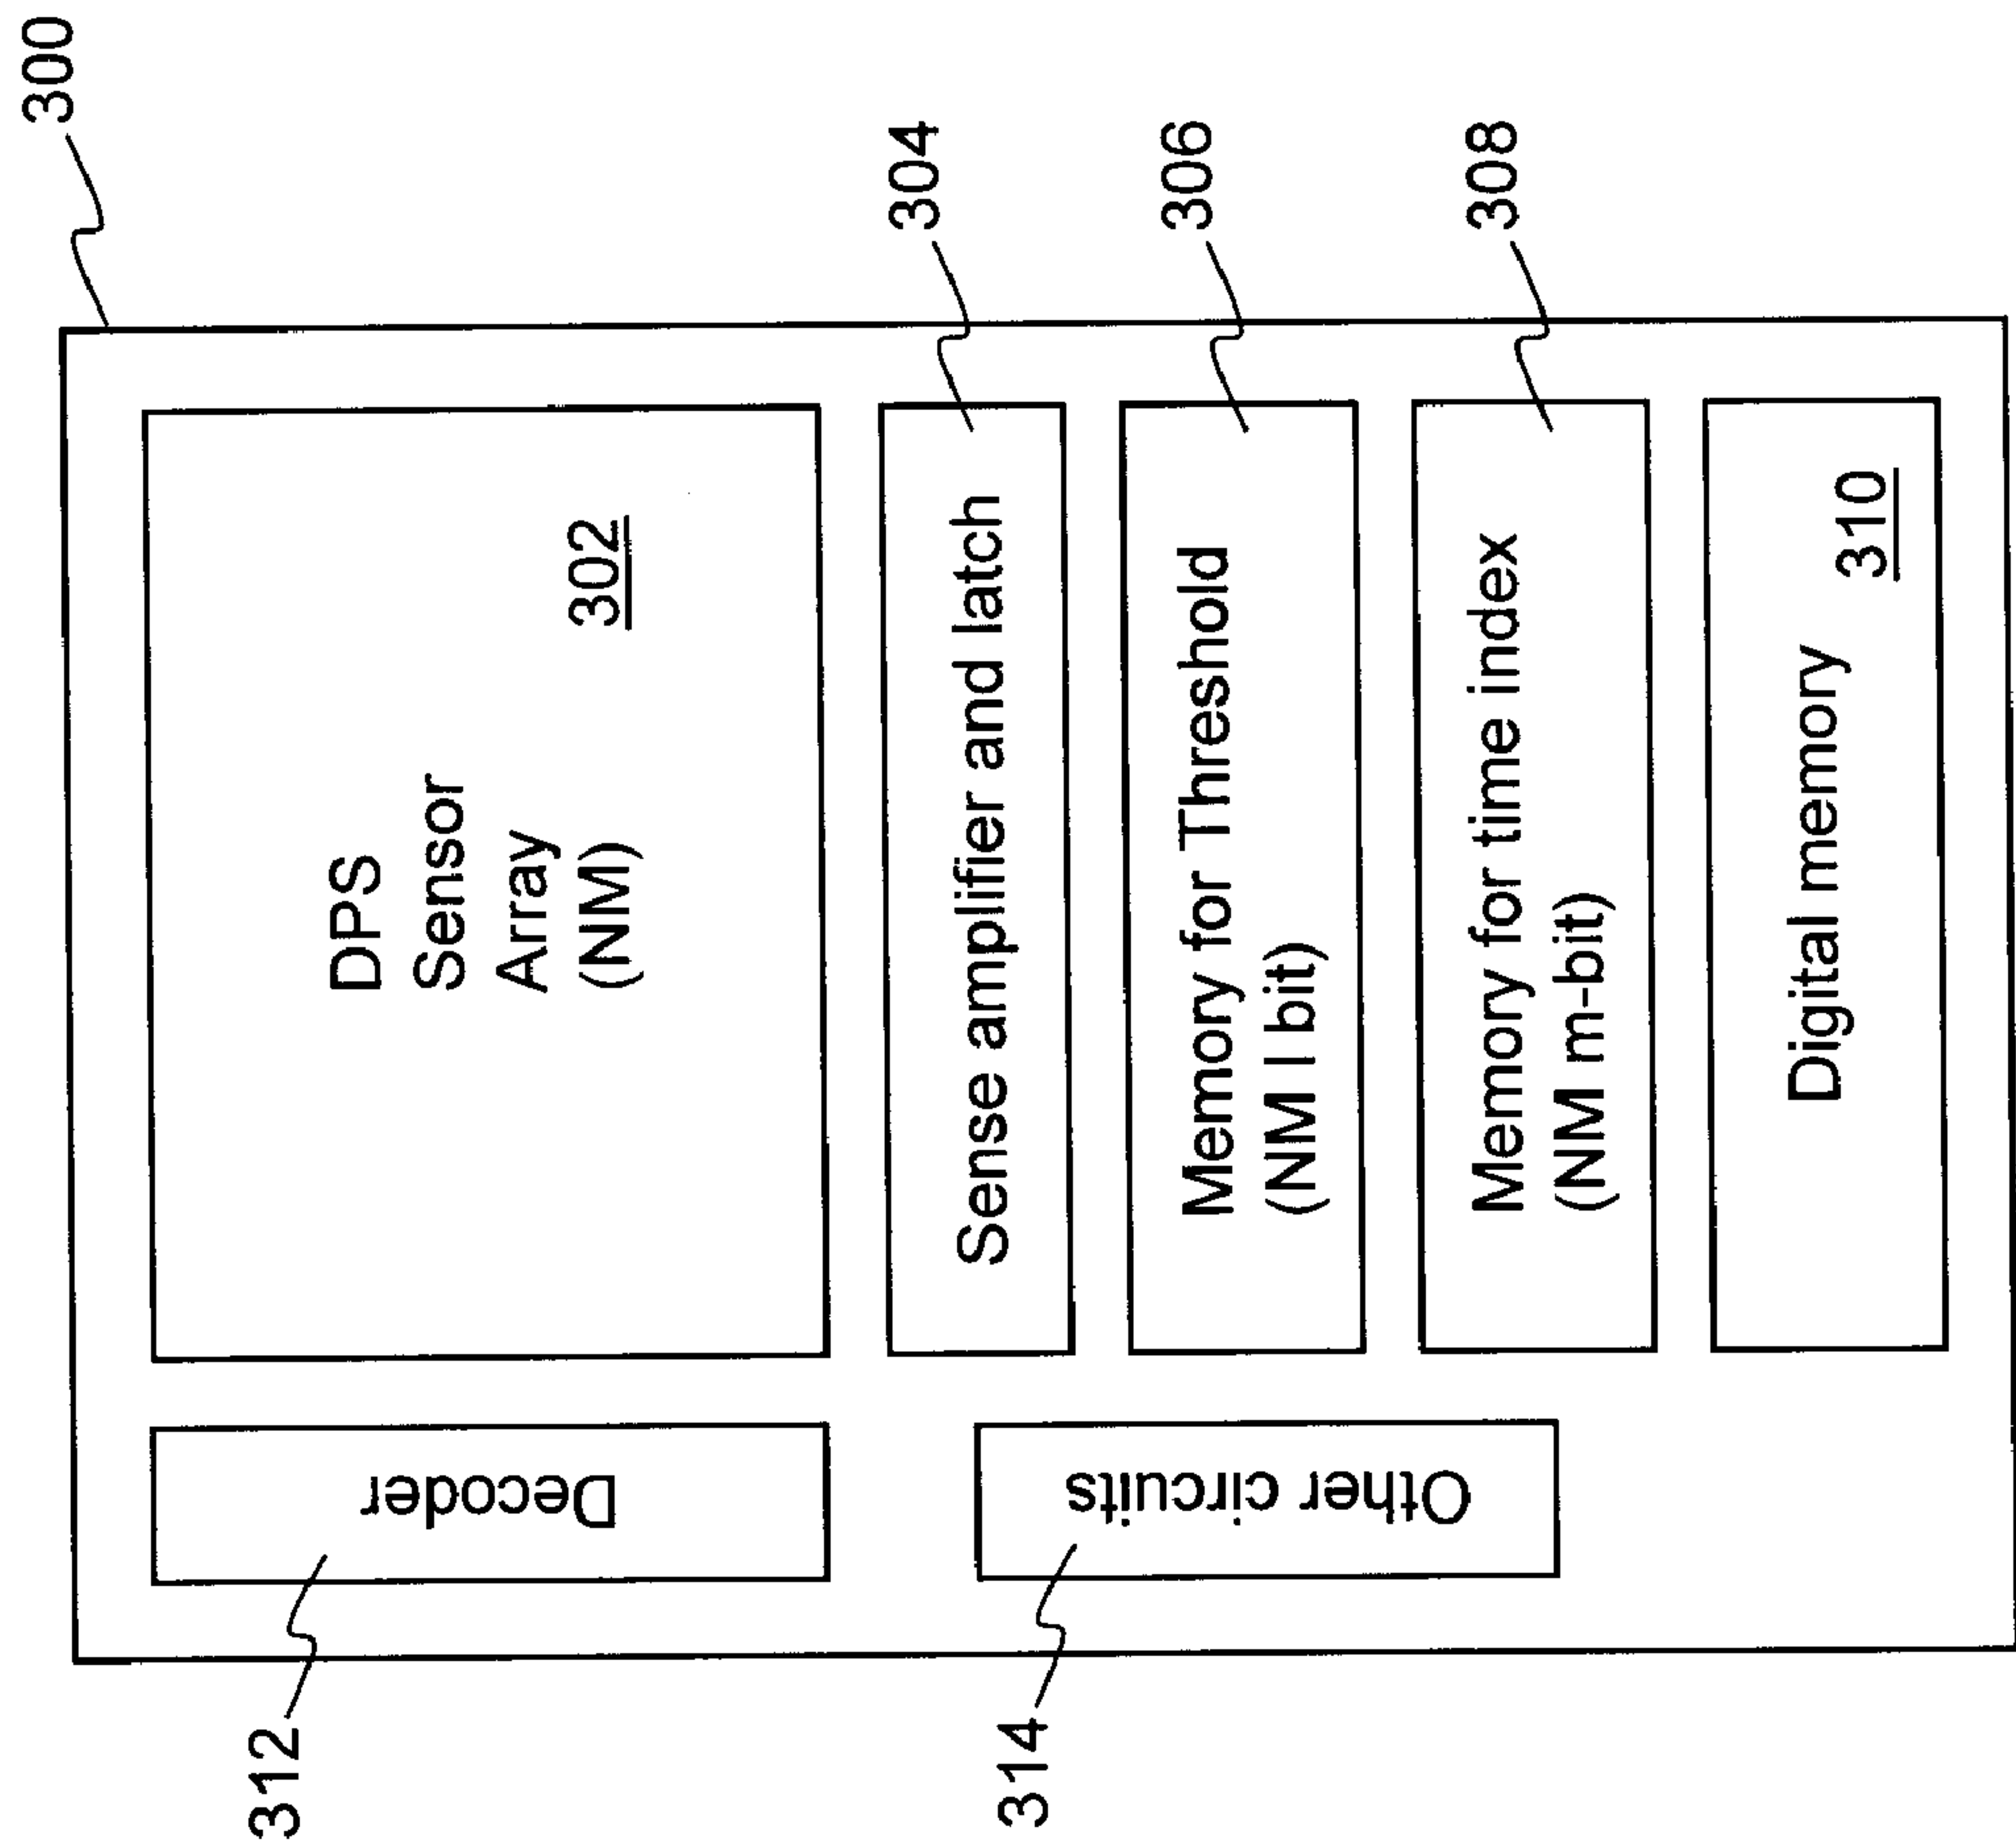 300
DPS
Sensor
Array
(NM)
302
Sense amplifier and latch
304
Memory for Threshold
(NM l bit)
306
Memory for time index
(NM m-bit)
308
Digital memory
310
Decoder
312
Other circuits
314